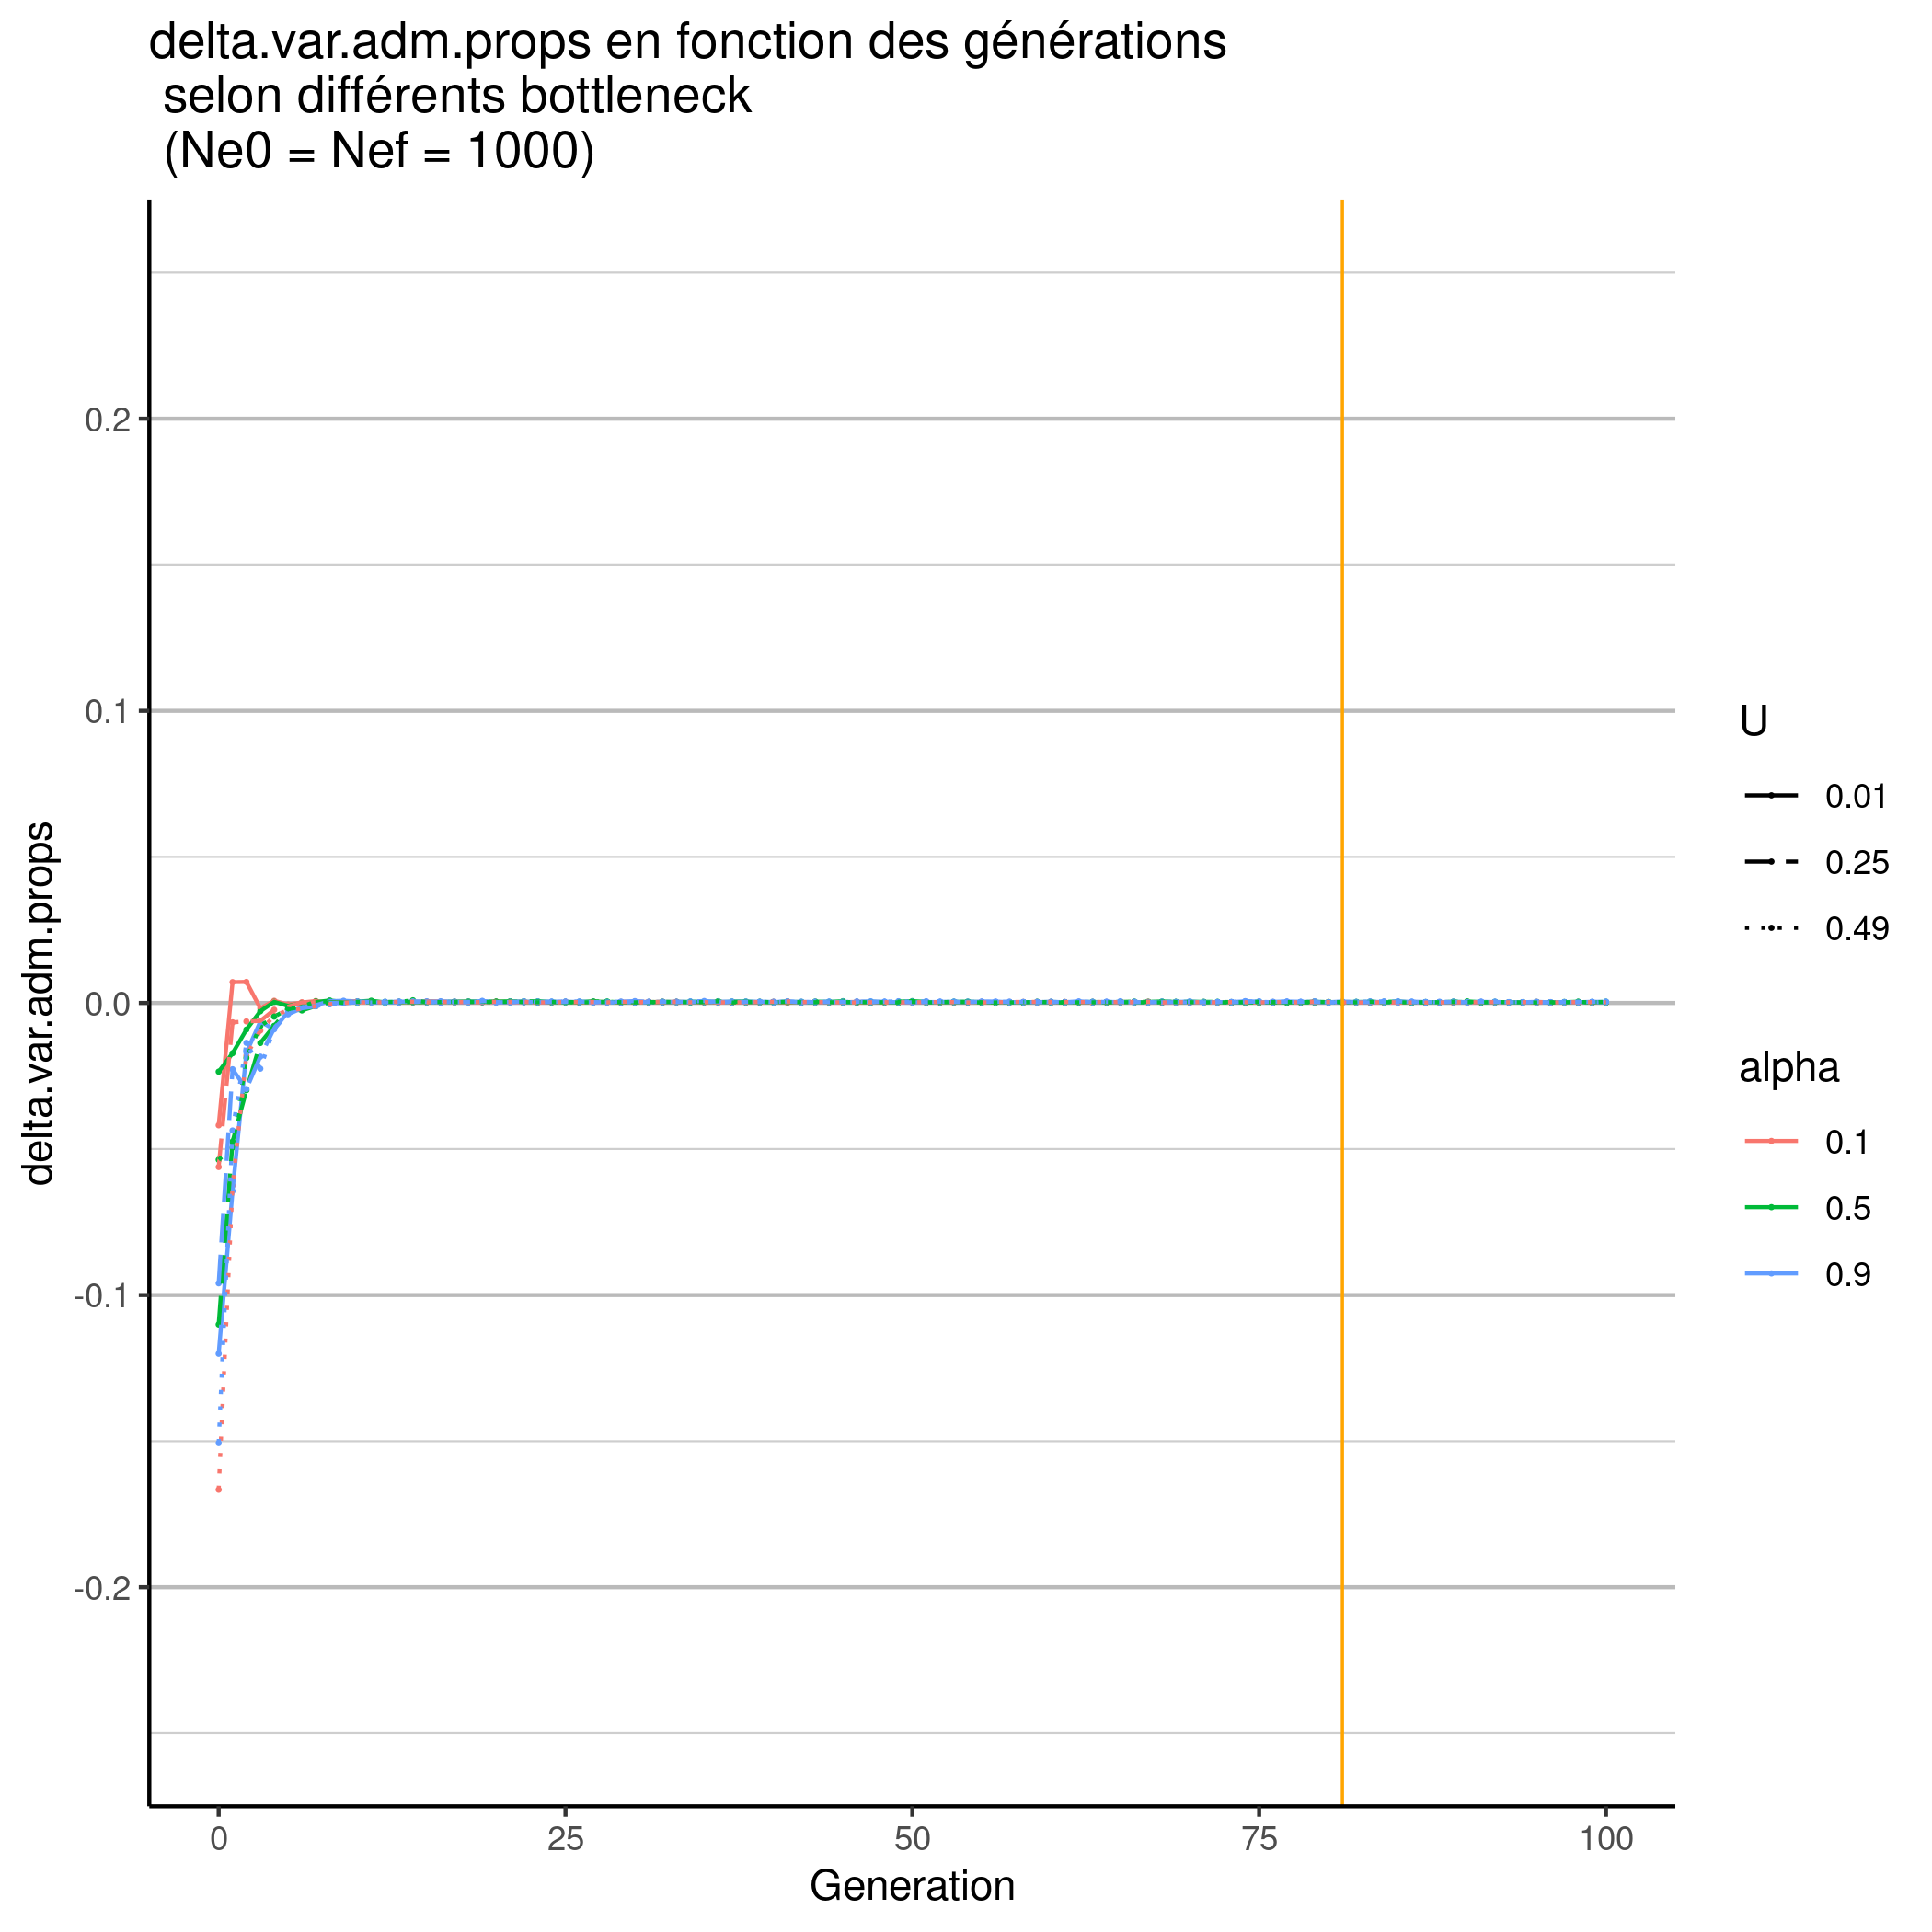 delta.var.adm.props en fonction des générations
selon différents bottleneck
(Ne0 = Nef = 1000)
delta.var.adm.props
0.2
0.1
0.0
-0.1
-0.2
0
25
50
75
100
Generation
U
0.01
0.25
0.49
alpha
0.1
0.5
0.9